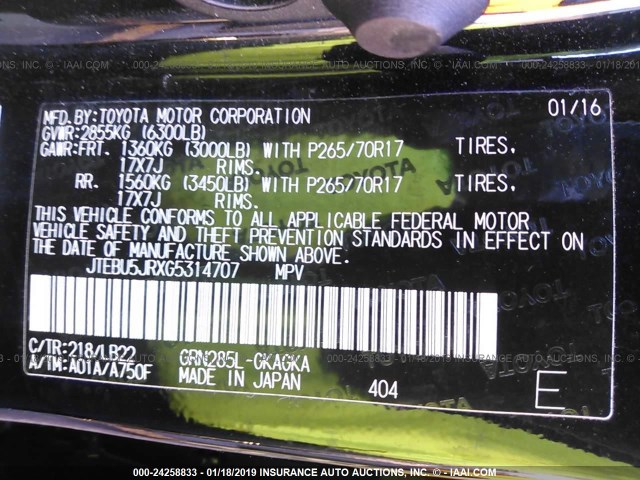 MFD.BY:TOYOTA MOTOR CORPORATION 01/16
GVWR:2855KG (6300LB)
GAWR:FRT. 1360KG (3000LB) WITH P265/70R17 TIRES,
17X7J RIMS.
RR. 1560KG (3450LB) WITH P265/70R17 TIRES,
17X7J RIMS.
THIS VEHICLE CONFORMS TO ALL APPLICABLE FEDERAL MOTOR
VEHICLE SAFETY AND THEFT PREVENTION STANDARDS IN EFFECT ON
THE DATE OF MANUFACTURE SHOWN ABOVE.
JTEBU5JRXG5314707 MPV
C/TR:218/LB22 GRN285L-GKAGKA
A/TM:A01A/A750F MADE IN JAPAN 404 E
000-24258833 - 01/18/2019 INSURANCE AUTO AUCTIONS, INC. - © IAAI.COM